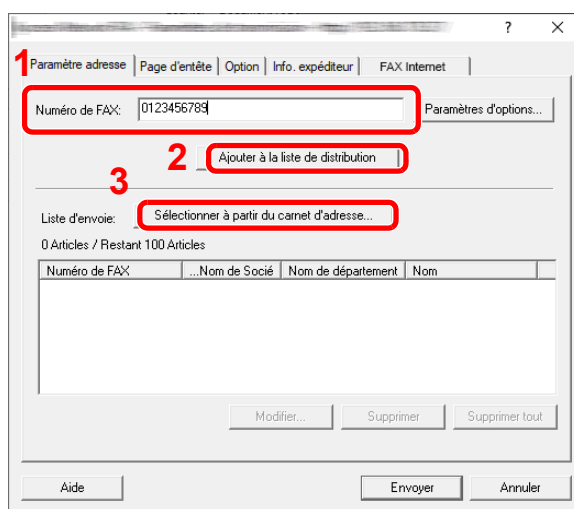 ? ×
1 Paramètre adresse Page d'entête Option Info. expéditeur FAX Internet
Numéro de FAX: 0123456789 Paramètres d'options...
2 Ajouter à la liste de distribution
3
Liste d'envoie: Sélectionner à partir du carnet d'adresse...
0 Articles / Restant 100 Articles
Numéro de FAX ...Nom de Socié Nom de département Nom
Modifier... Supprimer Supprimer tout
Aide Envoyer Annuler